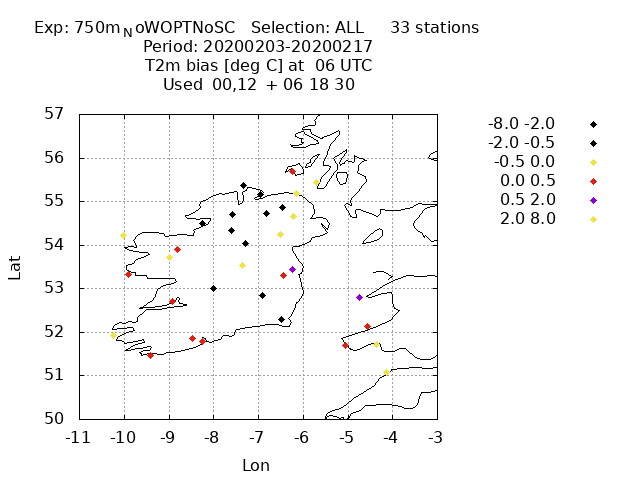 Exp: 750m_NoWOPTNoSC Selection: ALL 33 stations
Period: 20200203-20200217
T2m bias [deg C] at 06 UTC
Used 00,12 + 06 18 30
57
56
55
54
53
52
51
50
-11 -10 -9 -8 -7 -6 -5 -4 -3
Lat
Lon
-8.0 -2.0
-2.0 -0.5
-0.5 0.0
0.0 0.5
0.5 2.0
2.0 8.0